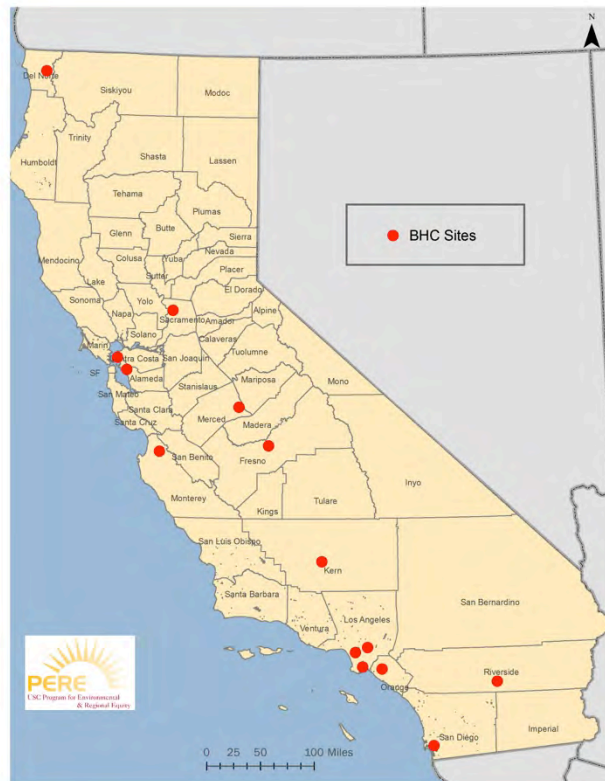 N
Del Norte
Siskiyou
Modoc
Humboldt
Trinity
Shasta
Lassen
Tehama
Plumas
Butte
Glenn
Sierra
Mendocino
Colusa
Yuba
Nevada
Lake
Sutter
Placer
Sonoma
Yolo
El Dorado
Napa
Sacramento
Amador
Alpine
Marin
Solano
Calaveras
SF
Contra Costa
San Joaquin
Tuolumne
Alameda
Mono
San Mateo
Stanislaus
Mariposa
Santa Clara
Merced
Madera
Santa Cruz
San Benito
Fresno
Inyo
Monterey
Kings
Tulare
San Luis Obispo
Kern
Santa Barbara
San Bernardino
Ventura
Los Angeles
Orange
Riverside
San Diego
Imperial
BHC Sites
PERE
USC Program for Environmental
& Regional Equity
0 25 50 100 Miles